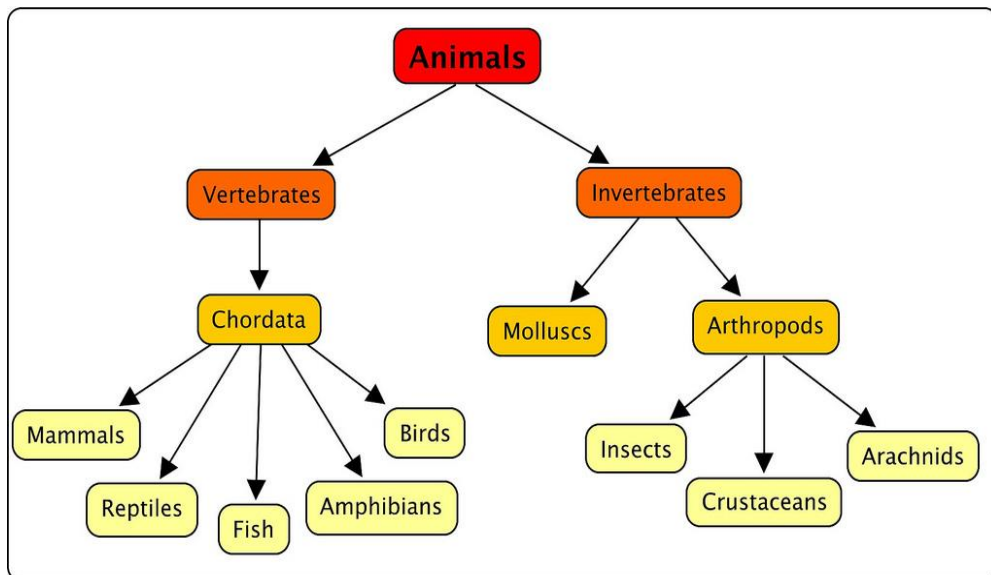 Animals
Vertebrates
Invertebrates
Chordata
Molluscs
Arthropods
Mammals
Reptiles
Fish
Amphibians
Birds
Insects
Crustaceans
Arachnids